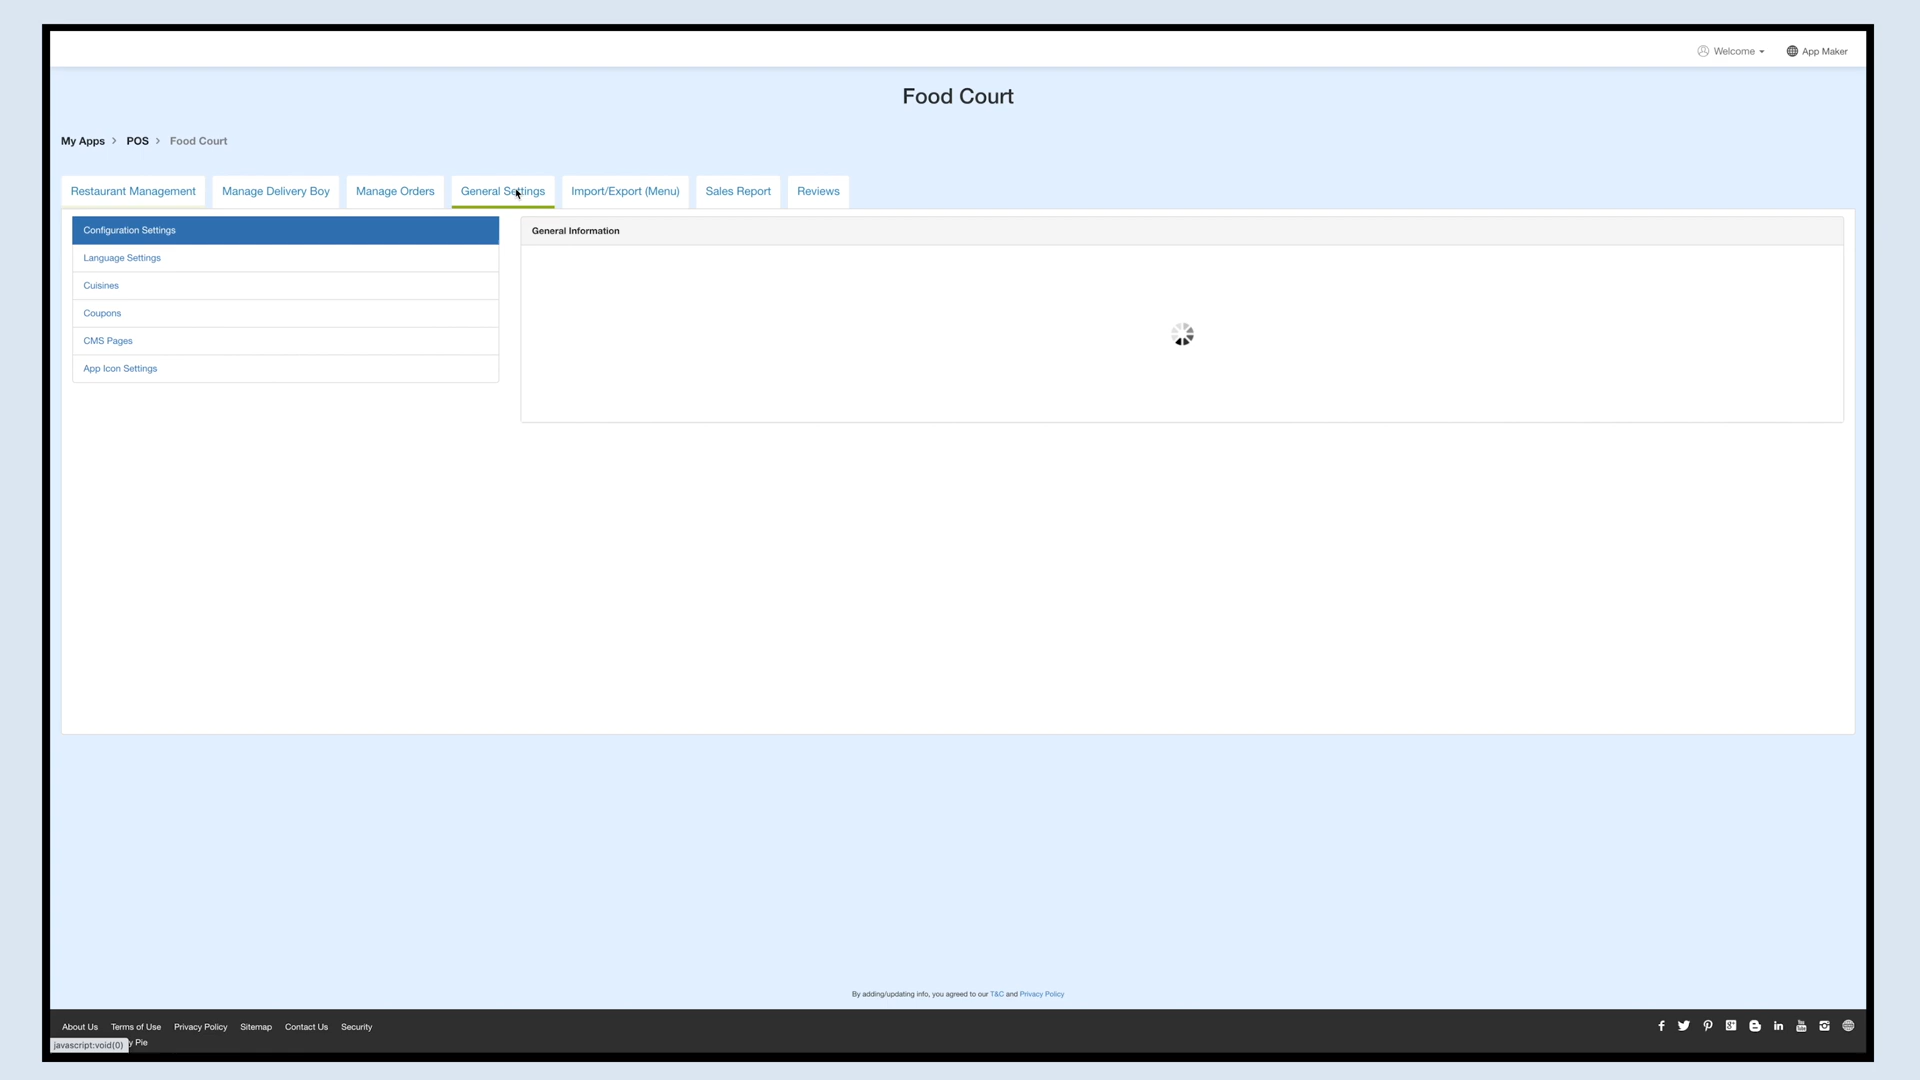 Welcome App Maker
Food Court
My Apps > POS > Food Court
Restaurant Management Manage Delivery Boy Manage Orders General Settings Import/Export (Menu) Sales Report Reviews
Configuration Settings
Language Settings
Cuisines
Coupons
CMS Pages
App Icon Settings
General Information
By adding/updating info, you agreed to our T&C and Privacy Policy
About Us Terms of Use Privacy Policy Sitemap Contact Us Security
javascript:void(0) y Pie